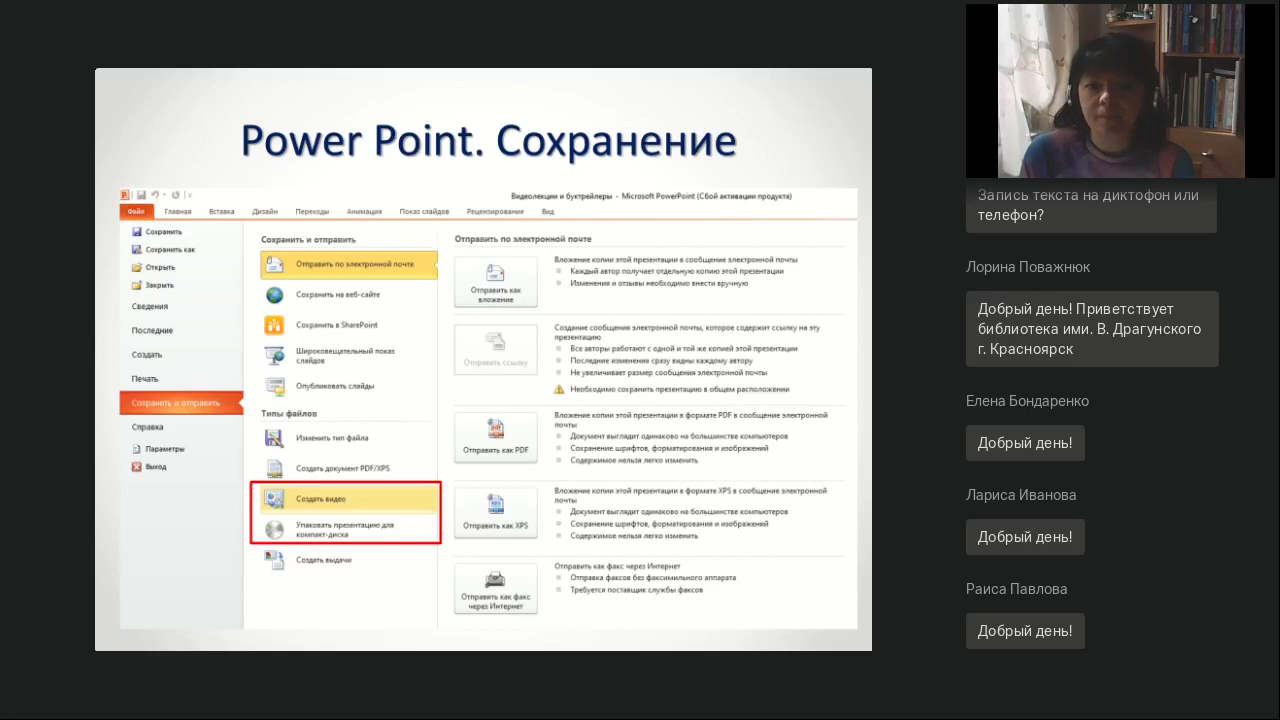 Power Point. Сохранение
Видеолекции и буктрейлеры - Microsoft PowerPoint (Сбой активации продукта)
Файл Главная Вставка Дизайн Переходы Анимация Показ слайдов Рецензирование Вид
Сохранить
Сохранить как
Открыть
Закрыть
Сведения
Последние
Создать
Печать
Сохранить и отправить
Справка
Параметры
Выход
Сохранить и отправить
Отправить по электронной почте
Сохранить на веб-сайте
Сохранить в SharePoint
Широковещательный показ
слайдов
Опубликовать слайды
Типы файлов
Изменить тип файла
Создать документ PDF/XPS
Создать видео
Упаковать презентацию для
компакт-диска
Создать выдачи
Отправить по электронной почте
Отправить как
вложение
Вложение копии этой презентации в сообщение электронной почты
Каждый автор получает отдельную копию этой презентации
Изменения и отзывы необходимо внести вручную
Отправить ссылку
Создание сообщения электронной почты, которое содержит ссылку на эту
презентацию
Все авторы работают с одной и той же копией этой презентации
Последние изменения сразу видны каждому автору
Не увеличивает размер сообщения электронной почты
Необходимо сохранить презентацию в общем расположении
Отправить как PDF
Вложение копии этой презентации в формате PDF в сообщение электронной
почты
Документ выглядит одинаково на большинстве компьютеров
Сохранение шрифтов, форматирования и изображений
Содержимое нельзя легко изменить
Отправить как XPS
Вложение копии этой презентации в формате XPS в сообщение электронной
почты
Документ выглядит одинаково на большинстве компьютеров
Сохранение шрифтов, форматирования и изображений
Содержимое нельзя легко изменить
Отправить как факс
через Интернет
Отправить как факс через Интернет
Отправка факсов без факсимильного аппарата
Требуется поставщик службы факсов
Запись текста на диктофон или
телефон?
Лорина Поважнюк
Добрый день! Приветствует
библиотека ими. В. Драгунского
г. Красноярск
Елена Бондаренко
Добрый день!
Лариса Иванова
Добрый день!
Раиса Павлова
Добрый день!